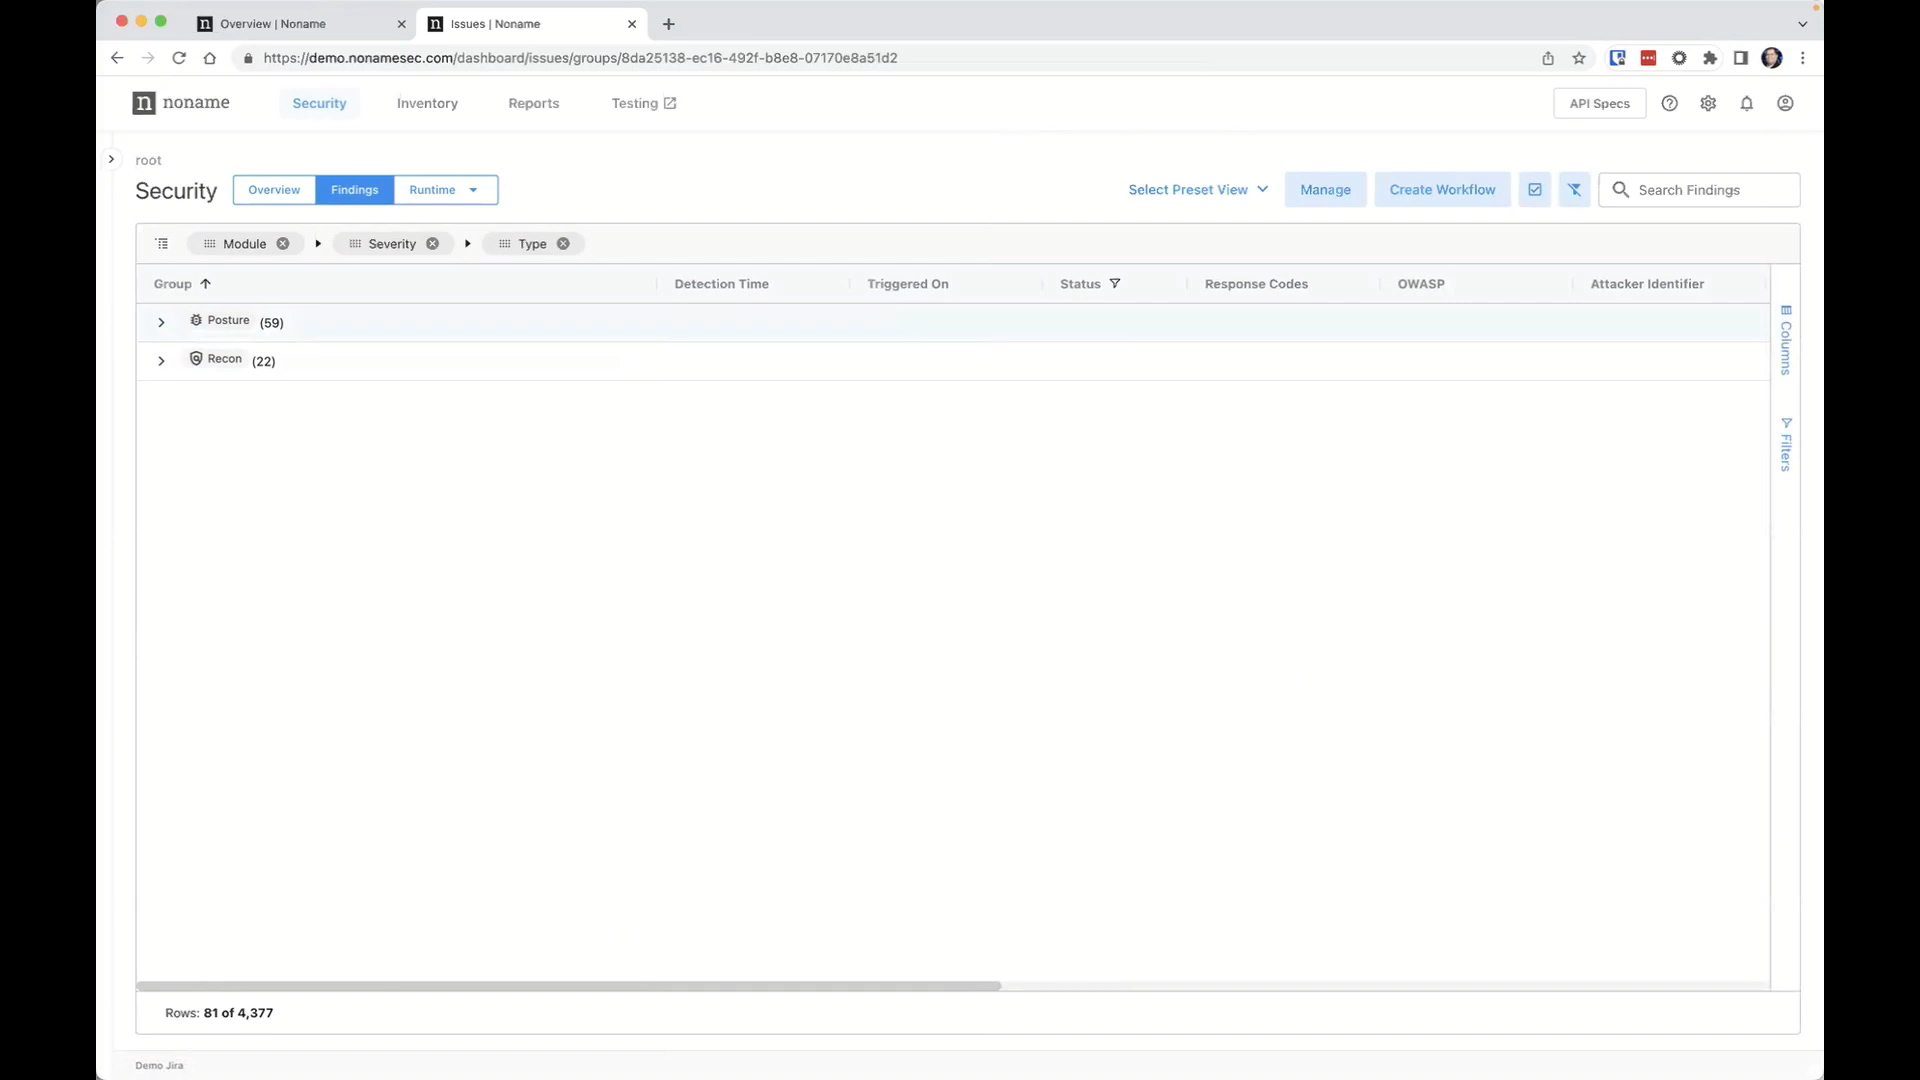 Overview | Noname
Issues | Noname
https://demo.nonamesec.com/dashboard/issues/groups/8da25138-ec16-492f-b8e8-07170e8a51d2
n noname
Security
Inventory
Reports
Testing
API Specs
root
Security
Overview
Findings
Runtime
Select Preset View
Manage
Create Workflow
Search Findings
Module
Severity
Type
Group
Detection Time
Triggered On
Status
Response Codes
OWASP
Attacker Identifier
Posture (59)
Recon (22)
Columns
Filters
Rows: 81 of 4,377
Demo Jira